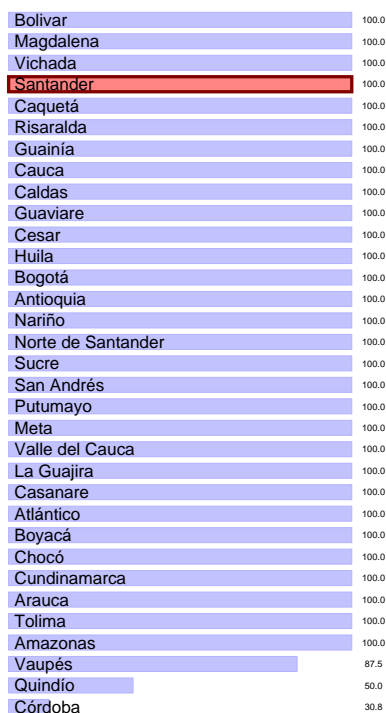 Bolivar 100.0
Magdalena 100.0
Vichada 100.0
Santander 100.0
Caquetá 100.0
Risaralda 100.0
Guainía 100.0
Cauca 100.0
Caldas 100.0
Guaviare 100.0
Cesar 100.0
Huila 100.0
Bogotá 100.0
Antioquia 100.0
Nariño 100.0
Norte de Santander 100.0
Sucre 100.0
San Andrés 100.0
Putumayo 100.0
Meta 100.0
Valle del Cauca 100.0
La Guajira 100.0
Casanare 100.0
Atlántico 100.0
Boyacá 100.0
Chocó 100.0
Cundinamarca 100.0
Arauca 100.0
Tolima 100.0
Amazonas 100.0
Vaupés 87.5
Quindío 50.0
Córdoba 30.8